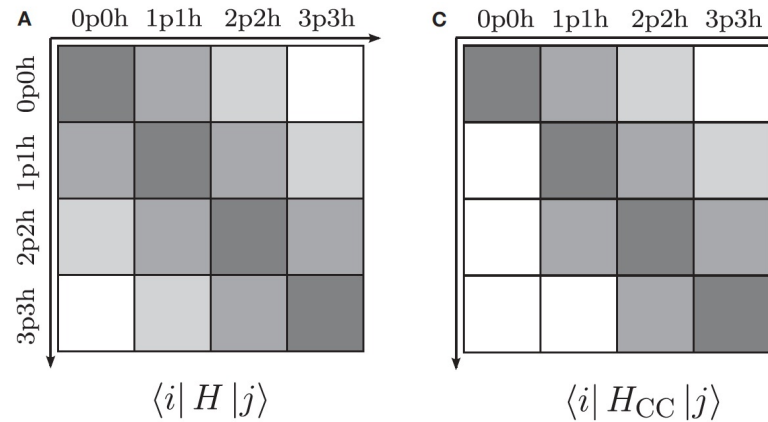 A 0p0h 1p1h 2p2h 3p3h
0p0h
1p1h
2p2h
3p3h
⟨i| H |j⟩
C 0p0h 1p1h 2p2h 3p3h
⟨i| H_CC |j⟩